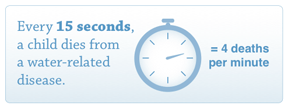 Every 15 seconds,
a child dies from
a water-related
disease.
= 4 deaths
per minute